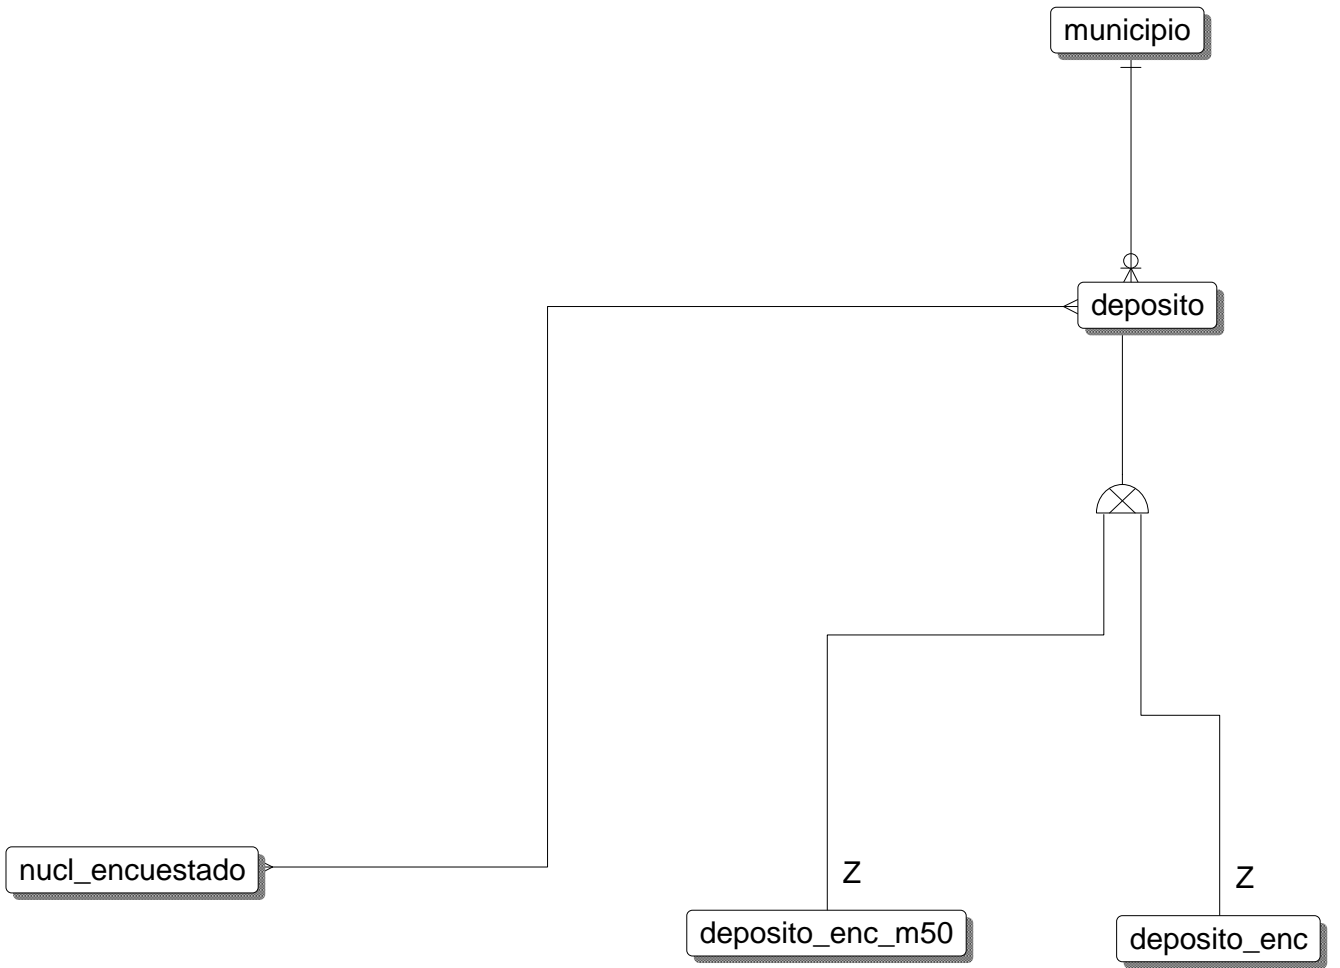 municipio
deposito
nucl_encuestado
Z
Z
deposito_enc_m50
deposito_enc